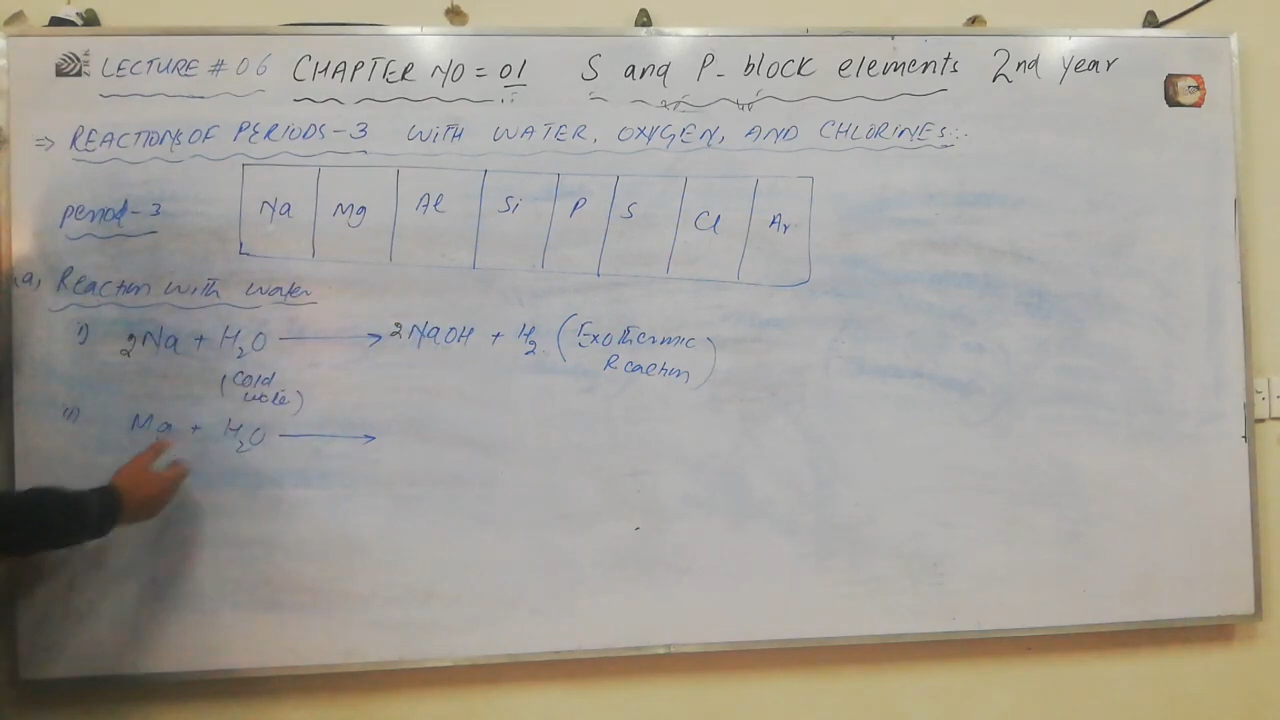 LECTURE # 06 CHAPTER NO = 01 S and P-block elements 2nd year
⇒ REACTIONS OF PERIODS-3 WITH WATER, OXYGEN, AND CHLORINES:.
period-3 Na Mg Al Si P S Cl Ar
a, Reaction with water
i) 2Na + H₂O ⟶ 2NaOH + H₂ (Exothermic
Reaction)
(Cold
ii) Mg + H₂O ⟶